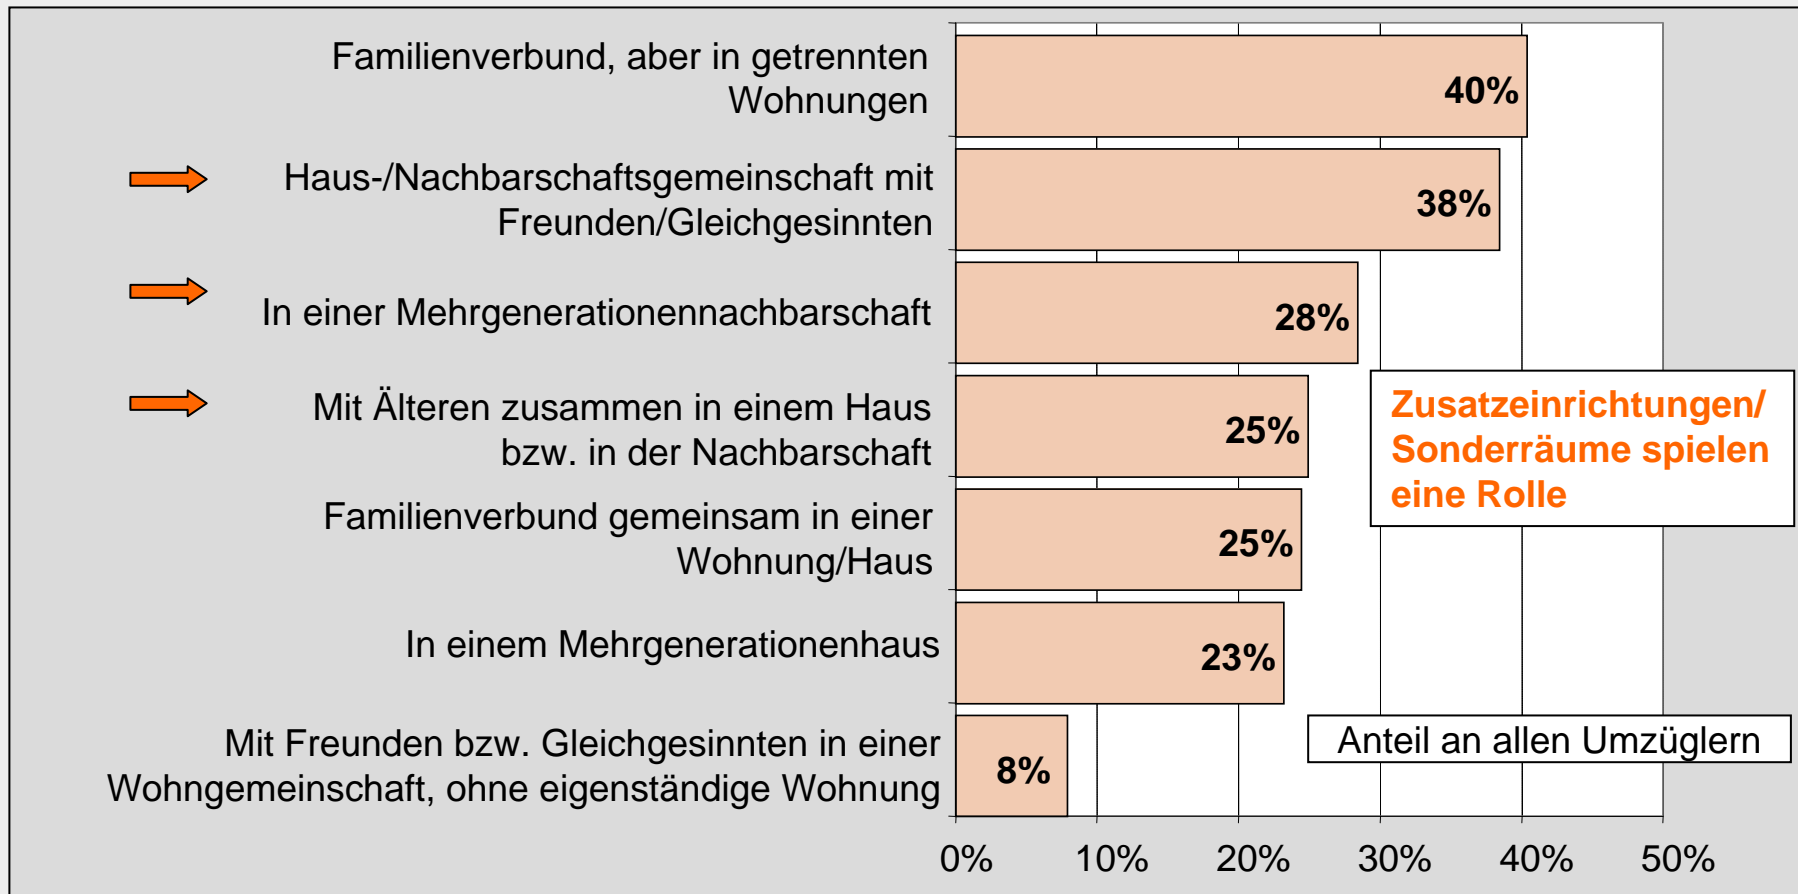 Familienverbund, aber in getrennten
Wohnungen
40%
Haus-/Nachbarschaftsgemeinschaft mit
Freunden/Gleichgesinnten
38%
In einer Mehrgenerationennachbarschaft
28%
Mit Älteren zusammen in einem Haus
bzw. in der Nachbarschaft
25%
Zusatzeinrichtungen/
Sonderräume spielen
eine Rolle
Familienverbund gemeinsam in einer
Wohnung/Haus
25%
In einem Mehrgenerationenhaus
23%
Mit Freunden bzw. Gleichgesinnten in einer
Wohngemeinschaft, ohne eigenständige Wohnung
8%
Anteil an allen Umzüglern
0% 10% 20% 30% 40% 50%